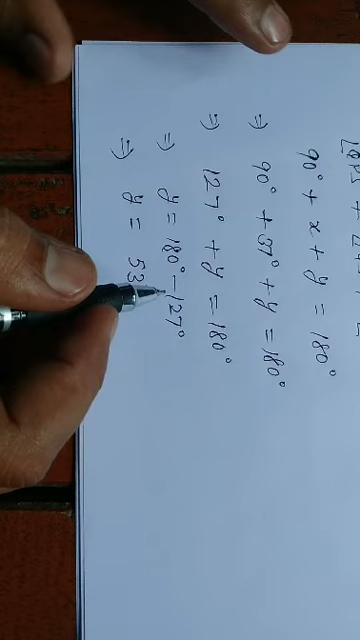 90° + x + y = 180°
⇒ 90° + 37° + y = 180°
⇒ 127° + y = 180°
⇒ y = 180° - 127°
⇒ y = 53